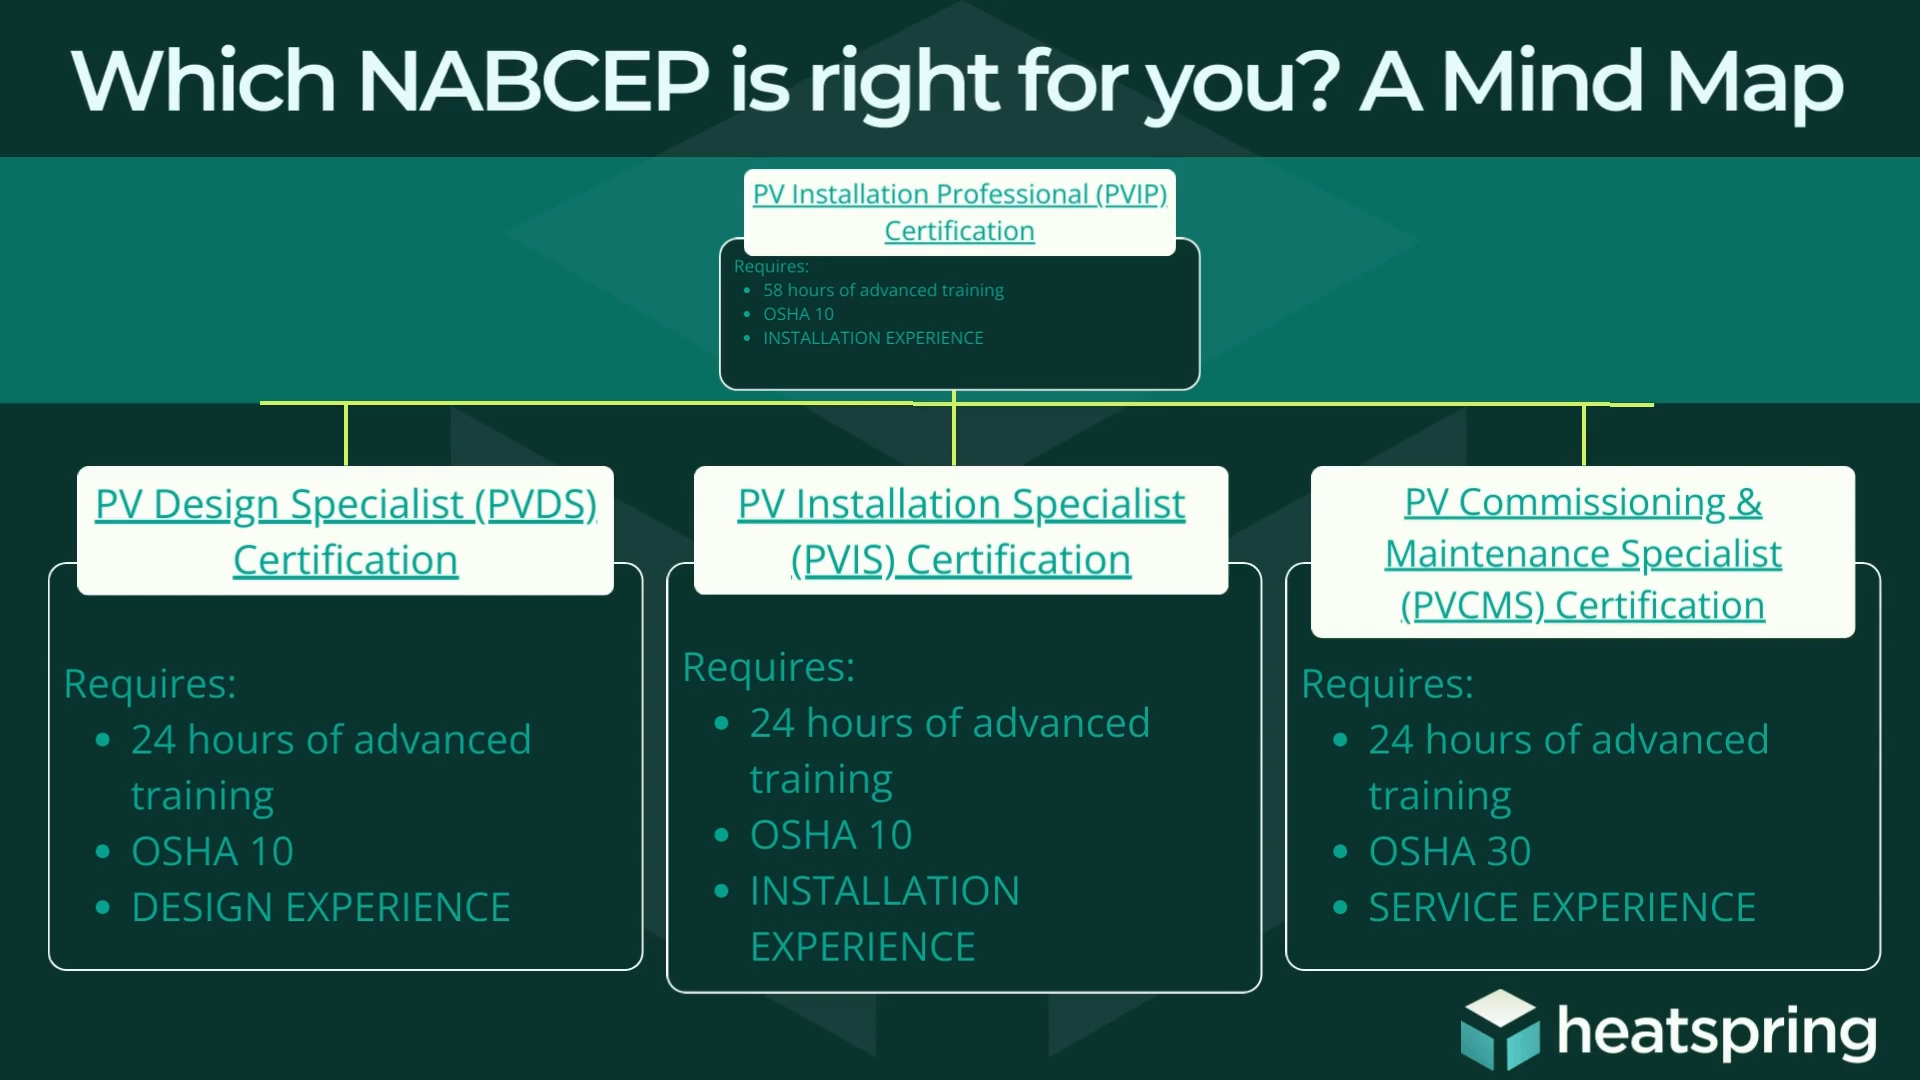 Which NABCEP is right for you? A Mind Map
PV Installation Professional (PVIP)
Certification
Requires:
• 58 hours of advanced training
• OSHA 10
• INSTALLATION EXPERIENCE
PV Design Specialist (PVDS)
Certification
Requires:
• 24 hours of advanced
training
• OSHA 10
• DESIGN EXPERIENCE
PV Installation Specialist
(PVIS) Certification
Requires:
• 24 hours of advanced
training
• OSHA 10
• INSTALLATION
EXPERIENCE
PV Commissioning &
Maintenance Specialist
(PVCMS) Certification
Requires:
• 24 hours of advanced
training
• OSHA 30
• SERVICE EXPERIENCE
heatspring